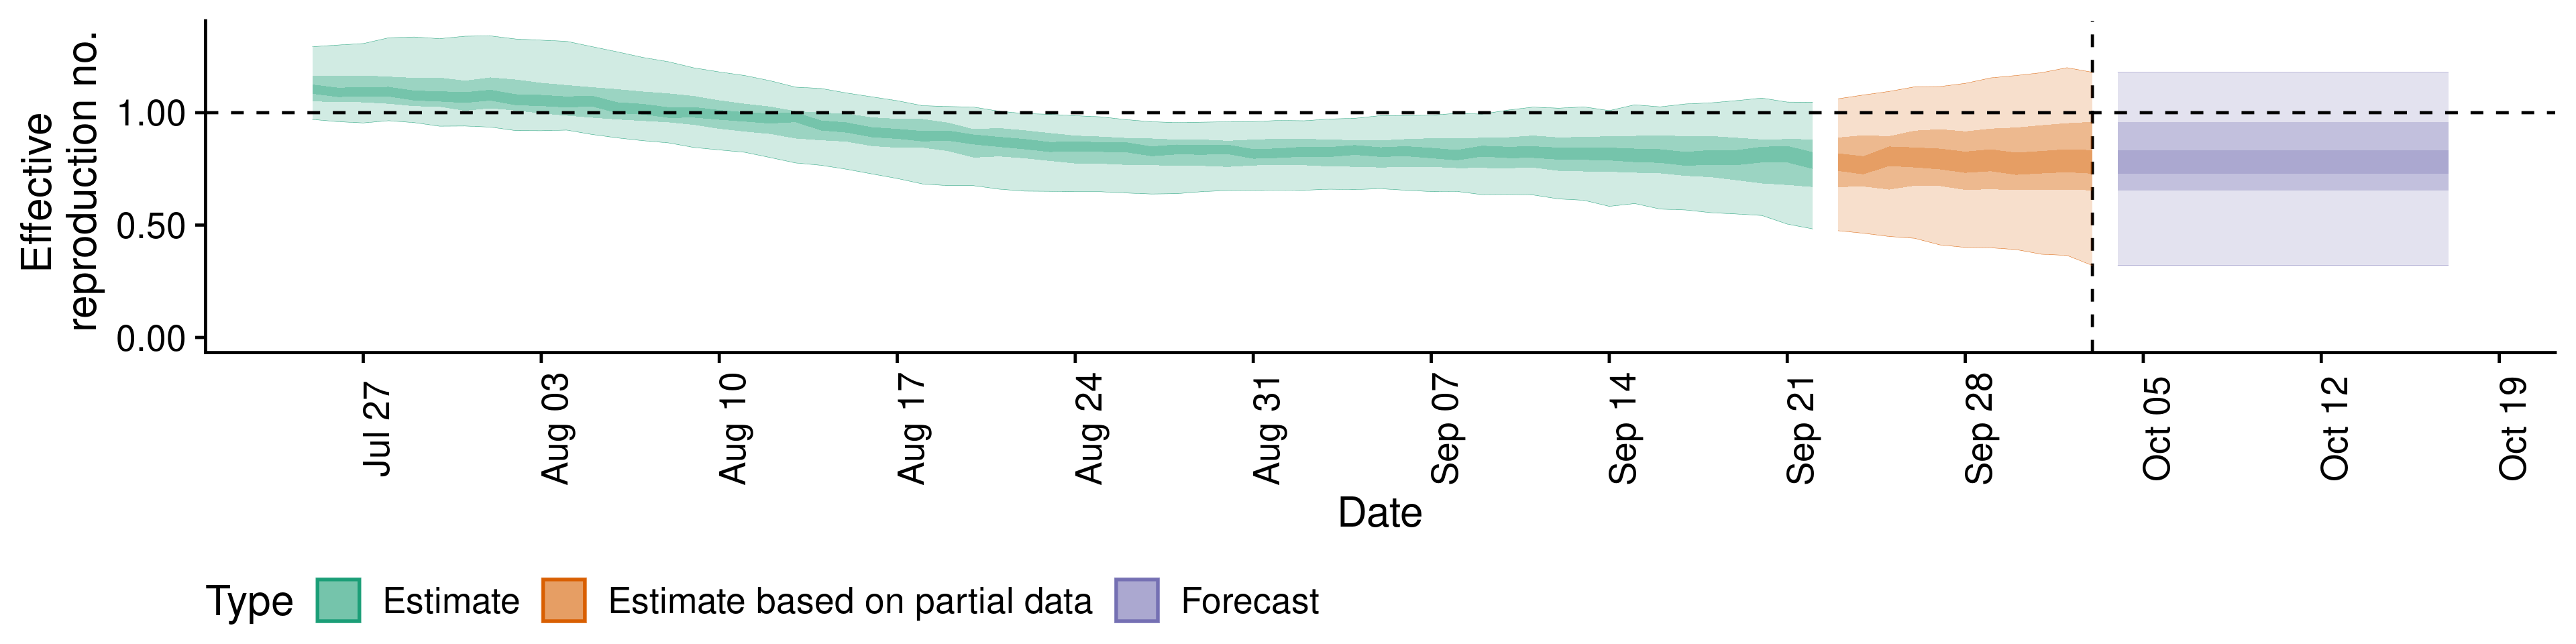 Effective
reproduction no.
1.00
0.50
0.00
Jul 27
Aug 03
Aug 10
Aug 17
Aug 24
Aug 31
Sep 07
Sep 14
Sep 21
Sep 28
Oct 05
Oct 12
Oct 19
Date
Type Estimate Estimate based on partial data Forecast